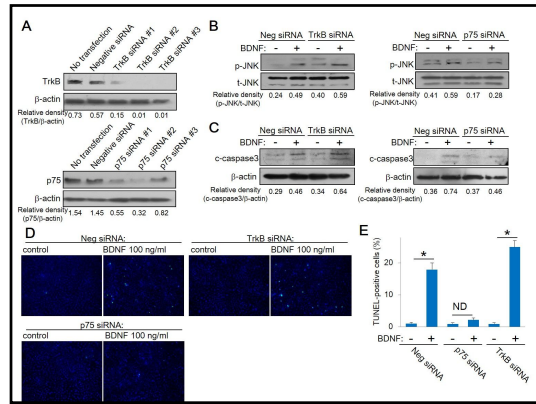 A
No transfection
Negative siRNA
TrkB siRNA #1
TrkB siRNA #2
TrkB siRNA #3
TrkB
β-actin
Relative density 0.73 0.57 0.15 0.01 0.01
(TrkB/β-actin)
No transfection
Negative siRNA
p75 siRNA #1
p75 siRNA #2
p75 siRNA #3
p75
β-actin
Relative density 1.54 1.45 0.55 0.32 0.82
(p75/β-actin)
B
Neg siRNA TrkB siRNA
BDNF: - + - +
p-JNK
t-JNK
Relative density 0.24 0.49 0.40 0.59
(p-JNK/t-JNK)
Neg siRNA p75 siRNA
- + - +
p-JNK
t-JNK
0.41 0.59 0.17 0.28
Relative density
(p-JNK/t-JNK)
C
Neg siRNA TrkB siRNA
BDNF: - + - +
c-caspase3
β-actin
Relative density 0.29 0.46 0.34 0.64
(c-caspase3/β-actin)
Neg siRNA p75 siRNA
BDNF: - + - +
c-caspase3
β-actin
0.36 0.74 0.37 0.46
Relative density
(c-caspase3/β-actin)
D
Neg siRNA:
control BDNF 100 ng/ml
TrkB siRNA:
control BDNF 100 ng/ml
p75 siRNA:
control BDNF 100 ng/ml
E
TUNEL-positive cells (%)
30
25
20
15
10
5
0
*
ND
*
BDNF: - + - + - +
Neg siRNA
p75 siRNA
TrkB siRNA